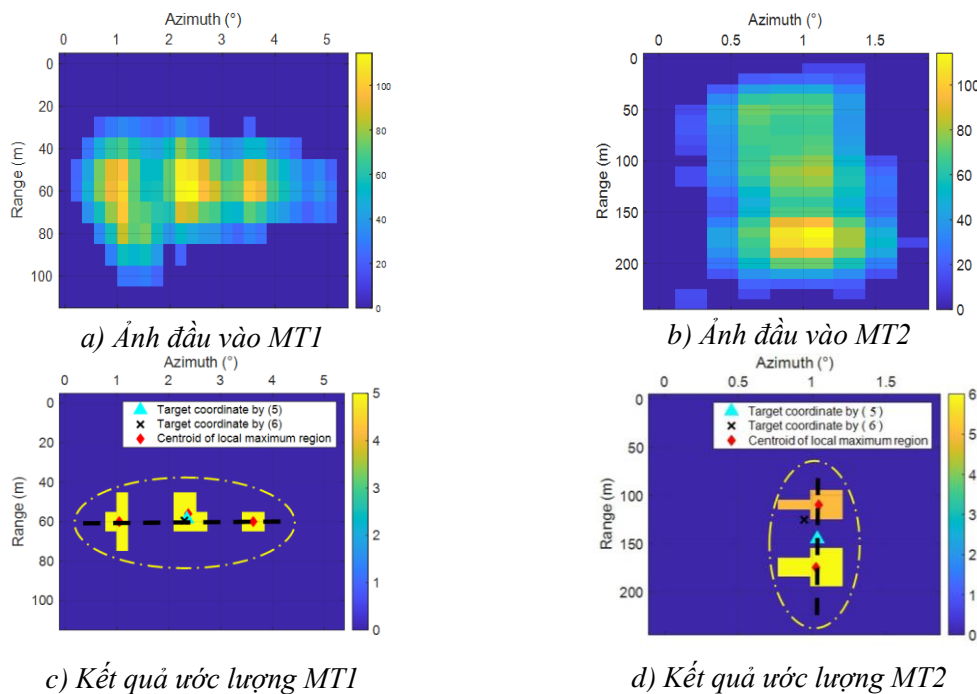 Azimuth (°)
0 1 2 3 4 5
Range (m)
0
20
40
60
80
100
100
80
60
40
20
0
a) Ảnh đầu vào MT1
Azimuth (°)
0 0.5 1 1.5
Range (m)
0
50
100
150
200
100
80
60
40
20
0
b) Ảnh đầu vào MT2
Azimuth (°)
0 1 2 3 4 5
Range (m)
0
20
40
60
80
100
Target coordinate by (5)
Target coordinate by (6)
Centroid of local maximum region
5
4
3
2
1
0
c) Kết quả ước lượng MT1
Azimuth (°)
0 0.5 1 1.5
Range (m)
0
50
100
150
200
Target coordinate by ( 5 )
Target coordinate by ( 6 )
Centroid of local maximum region
6
5
4
3
2
1
0
d) Kết quả ước lượng MT2